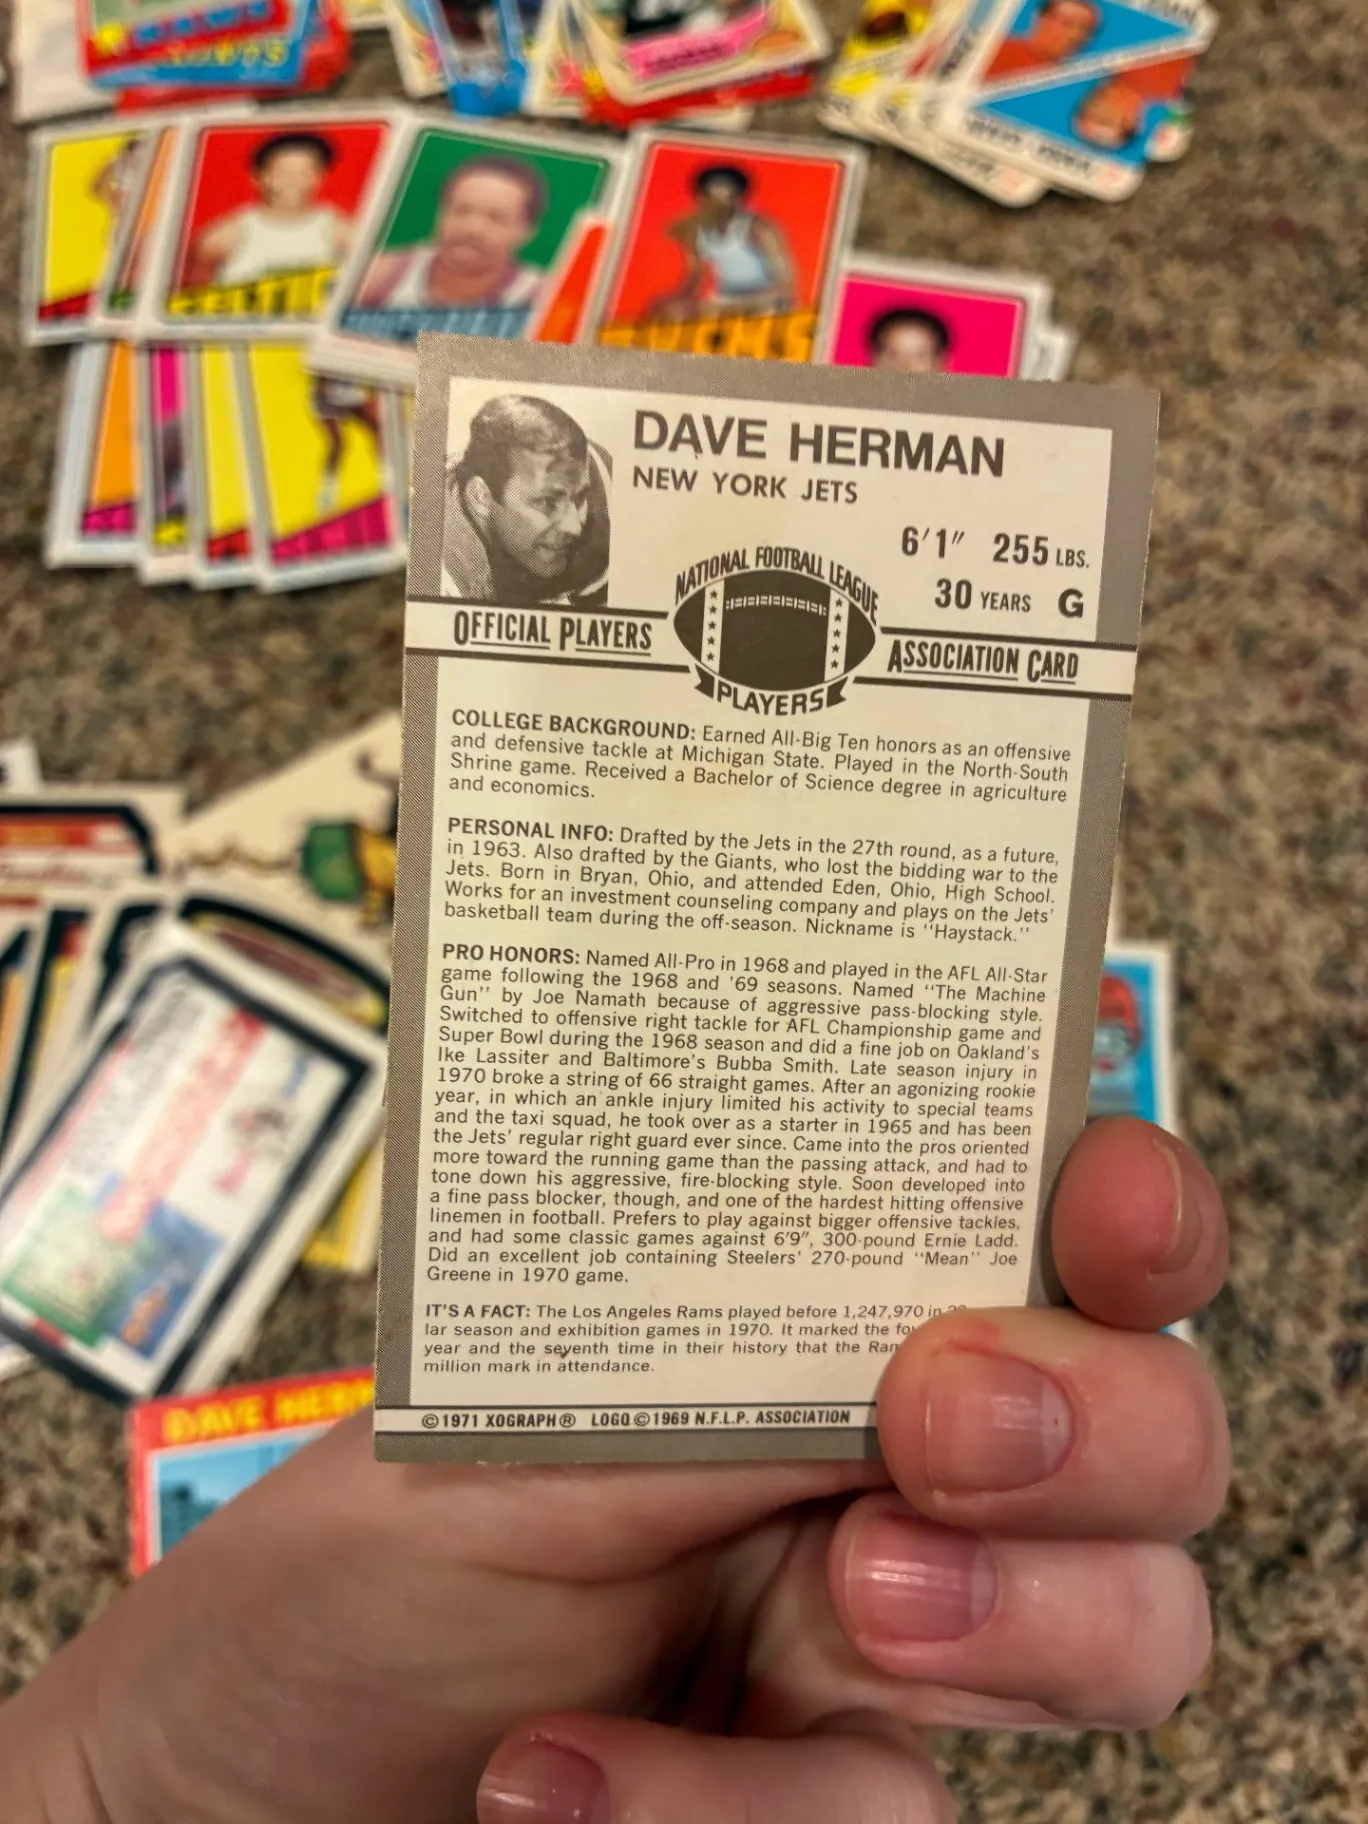 BUCKS
DAVE HERMAN
NEW YORK JETS
6'1" 255 LBS.
30 YEARS G
NATIONAL FOOTBALL LEAGUE
OFFICIAL PLAYERS
ASSOCIATION CARD
PLAYERS
COLLEGE BACKGROUND: Earned All-Big Ten honors as an offensive
and defensive tackle at Michigan State. Played in the North-South
Shrine game. Received a Bachelor of Science degree in agriculture
and economics.
PERSONAL INFO: Drafted by the Jets in the 27th round, as a future,
in 1963. Also drafted by the Giants, who lost the bidding war to the
Jets. Born in Bryan, Ohio, and attended Eden, Ohio, High School.
Works for an investment counseling company and plays on the Jets'
basketball team during the off-season. Nickname is "Haystack."
PRO HONORS: Named All-Pro in 1968 and played in the AFL All-Star
game following the 1968 and '69 seasons. Named "The Machine
Gun" by Joe Namath because of aggressive pass-blocking style.
Switched to offensive right tackle for AFL Championship game and
Super Bowl during the 1968 season and did a fine job on Oakland's
Ike Lassiter and Baltimore's Bubba Smith. Late season injury in
1970 broke a string of 66 straight games. After an agonizing rookie
year, in which an ankle injury limited his activity to special teams
and the taxi squad, he took over as a starter in 1965 and has been
the Jets' regular right guard ever since. Came into the pros oriented
more toward the running game than the passing attack, and had to
tone down his aggressive, fire-blocking style. Soon developed into
a fine pass blocker, though, and one of the hardest hitting offensive
linemen in football. Prefers to play against bigger offensive tackles,
and had some classic games against 6'9", 300-pound Ernie Ladd.
Did an excellent job containing Steelers' 270-pound "Mean" Joe
Greene in 1970 game.
IT'S A FACT: The Los Angeles Rams played before 1,247,970 in
lar season and exhibition games in 1970. It marked the
year and the seventh time in their history that the
million mark in attendance.
©1971 XOGRAPH® LOGO©1969 N.F.L.P. ASSOCIATION
DAVE HERM